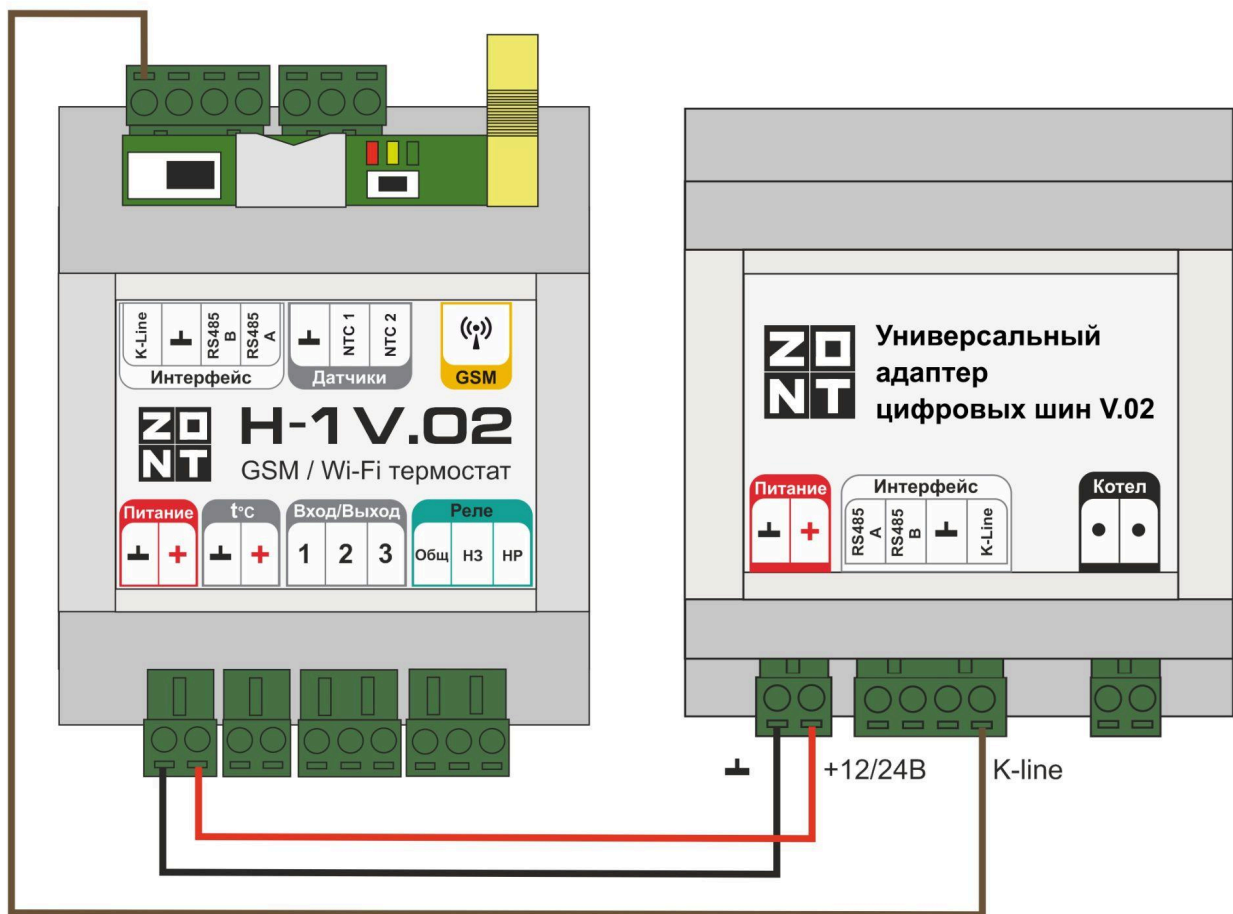 K-Line
RS485 B
RS485 A
NTC 1
NTC 2
Интерфейс
Датчики
GSM
ZONT
H-1V.02
GSM / Wi-Fi термостат
Питание
t°C
Вход/Выход
Реле
+
+
1
2
3
Общ
НЗ
НР
ZONT
Универсальный
адаптер
цифровых шин V.02
Питание
Интерфейс
Котел
+
RS485 A
RS485 B
K-Line
+12/24В
K-line